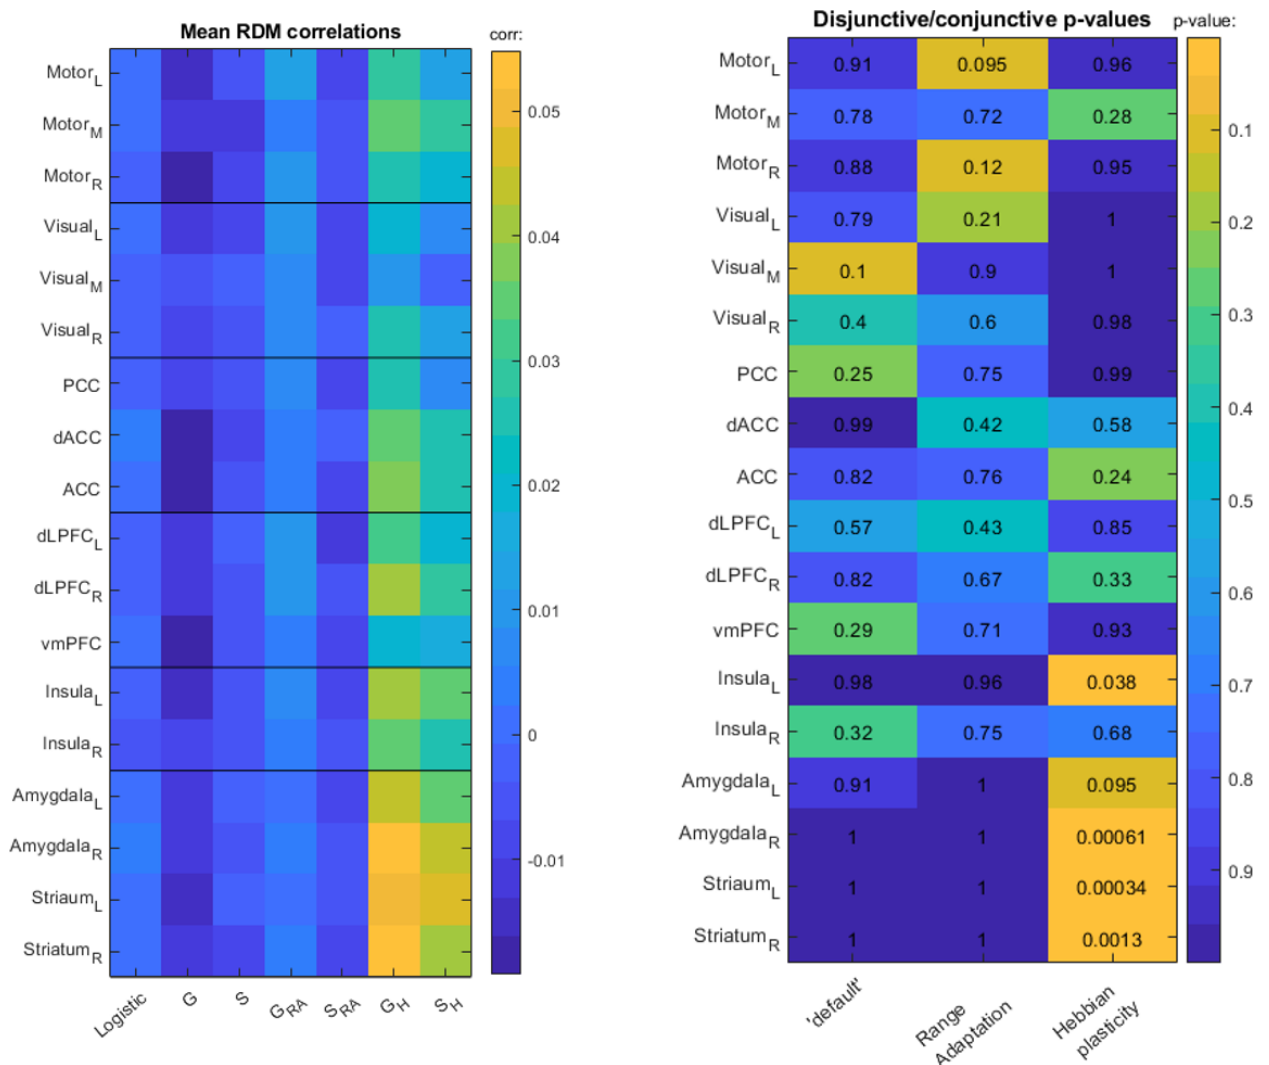 Mean RDM correlations
corr:
Motor_L
Motor_M
Motor_R
Visual_L
Visual_M
Visual_R
PCC
dACC
ACC
dLPFC_L
dLPFC_R
vmPFC
Insula_L
Insula_R
Amygdala_L
Amygdala_R
Striaum_L
Striatum_R
Logistic G S G_RA S_RA G_H S_H
0.05
0.04
0.03
0.02
0.01
0
-0.01
Disjunctive/conjunctive p-values
p-value:
Motor_L 0.91 0.095 0.96
Motor_M 0.78 0.72 0.28
Motor_R 0.88 0.12 0.95
Visual_L 0.79 0.21 1
Visual_M 0.1 0.9 1
Visual_R 0.4 0.6 0.98
PCC 0.25 0.75 0.99
dACC 0.99 0.42 0.58
ACC 0.82 0.76 0.24
dLPFC_L 0.57 0.43 0.85
dLPFC_R 0.82 0.67 0.33
vmPFC 0.29 0.71 0.93
Insula_L 0.98 0.96 0.038
Insula_R 0.32 0.75 0.68
Amygdala_L 0.91 1 0.095
Amygdala_R 1 1 0.00061
Striaum_L 1 1 0.00034
Striatum_R 1 1 0.0013
'default'
Range
Adaptation
Hebbian
plasticity
0.1
0.2
0.3
0.4
0.5
0.6
0.7
0.8
0.9